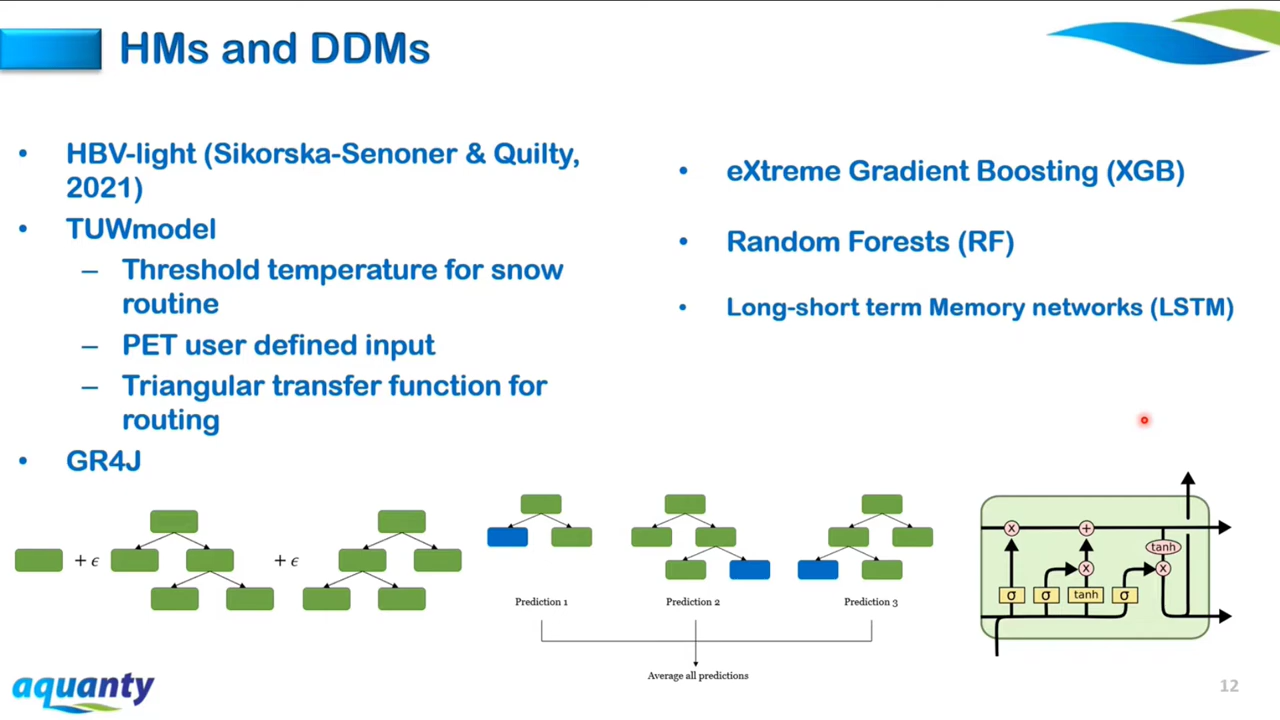 HMs and DDMs
• HBV-light (Sikorska-Senoner & Quilty,
2021)
• TUWmodel
– Threshold temperature for snow
routine
– PET user defined input
– Triangular transfer function for
routing
• GR4J
• eXtreme Gradient Boosting (XGB)
• Random Forests (RF)
• Long-short term Memory networks (LSTM)
+ ϵ
+ ϵ
Prediction 1
Prediction 2
Prediction 3
Average all predictions
x
+
tanh
x
x
σ
σ
tanh
σ
aquanty
12